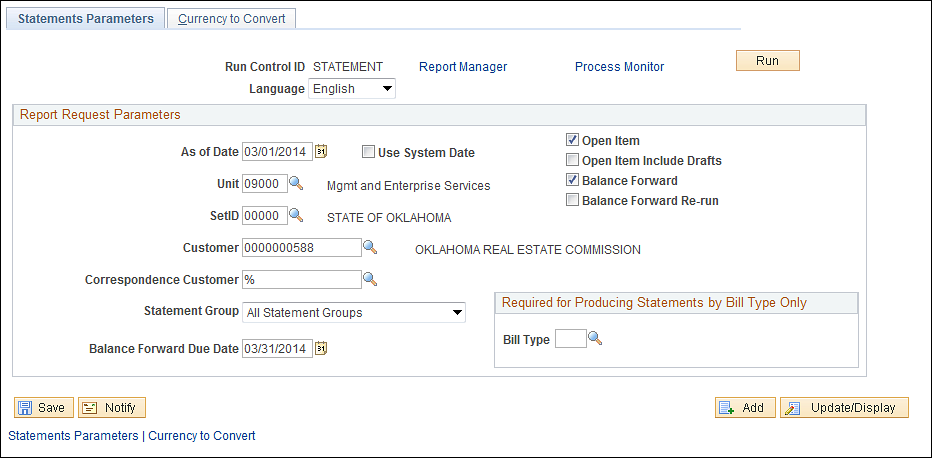 Statements Parameters Currency to Convert
Run Control ID STATEMENT Report Manager Process Monitor Run
Language English
Report Request Parameters
As of Date 03/01/2014 31 Use System Date Open Item
Open Item Include Drafts
Unit 09000 Mgmt and Enterprise Services Balance Forward
Balance Forward Re-run
SetID 00000 STATE OF OKLAHOMA
Customer 0000000588 OKLAHOMA REAL ESTATE COMMISSION
Correspondence Customer %
Statement Group All Statement Groups Required for Producing Statements by Bill Type Only
Balance Forward Due Date 03/31/2014 31 Bill Type
Save Notify Add Update/Display
Statements Parameters | Currency to Convert